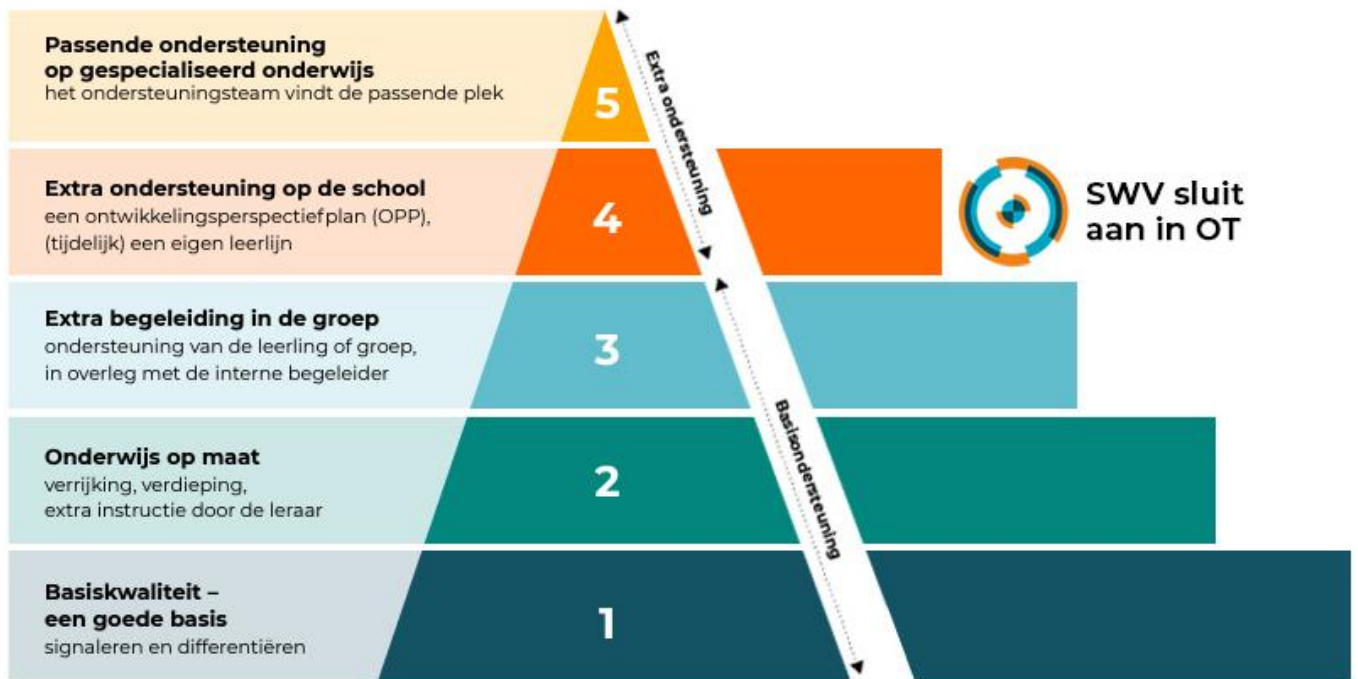 Passende ondersteuning
op gespecialiseerd onderwijs
het ondersteuningsteam vindt de passende plek
5
Extra ondersteuning
Extra ondersteuning op de school
een ontwikkelingsperspectiefplan (OPP),
(tijdelijk) een eigen leerlijn
4
SWV sluit
aan in OT
Extra begeleiding in de groep
ondersteuning van de leerling of groep,
in overleg met de interne begeleider
3
Basisondersteuning
Onderwijs op maat
verrijking, verdieping,
extra instructie door de leraar
2
Basiskwaliteit –
een goede basis
signaleren en differentiëren
1